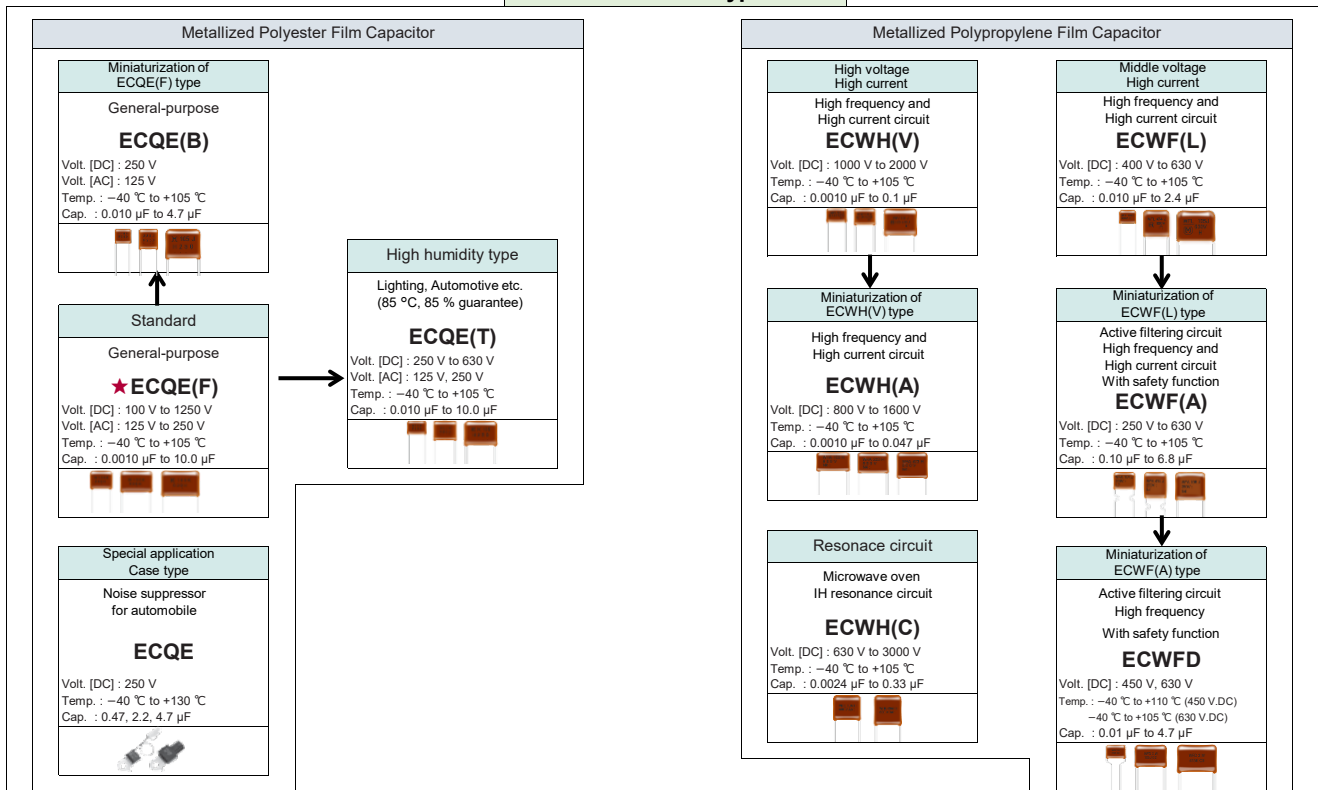 Metallized Polyester Film Capacitor
Miniaturization of
ECQE(F) type
General-purpose
ECQE(B)
Volt. [DC] : 250 V
Volt. [AC] : 125 V
Temp. : −40 ℃ to +105 ℃
Cap. : 0.010 µF to 4.7 µF
Standard
General-purpose
★ECQE(F)
Volt. [DC] : 100 V to 1250 V
Volt. [AC] : 125 V to 250 V
Temp. : −40 ℃ to +105 ℃
Cap. : 0.0010 µF to 10.0 µF
High humidity type
Lighting, Automotive etc.
(85 °C, 85 % guarantee)
ECQE(T)
Volt. [DC] : 250 V to 630 V
Volt. [AC] : 125 V, 250 V
Temp. : −40 ℃ to +105 ℃
Cap. : 0.010 µF to 10.0 µF
Special application
Case type
Noise suppressor
for automobile
ECQE
Volt. [DC] : 250 V
Temp. : −40 ℃ to +130 ℃
Cap. : 0.47, 2.2, 4.7 µF
Metallized Polypropylene Film Capacitor
High voltage
High current
High frequency and
High current circuit
ECWH(V)
Volt. [DC] : 1000 V to 2000 V
Temp. : −40 ℃ to +105 ℃
Cap. : 0.0010 µF to 0.1 µF
Miniaturization of
ECWH(V) type
High frequency and
High current circuit
ECWH(A)
Volt. [DC] : 800 V to 1600 V
Temp. : −40 ℃ to +105 ℃
Cap. : 0.0010 µF to 0.047 µF
Resonace circuit
Microwave oven
IH resonance circuit
ECWH(C)
Volt. [DC] : 630 V to 3000 V
Temp. : −40 ℃ to +105 ℃
Cap. : 0.0024 µF to 0.33 µF
Middle voltage
High current
High frequency and
High current circuit
ECWF(L)
Volt. [DC] : 400 V to 630 V
Temp. : −40 ℃ to +105 ℃
Cap. : 0.010 µF to 2.4 µF
Miniaturization of
ECWF(L) type
Active filtering circuit
High frequency and
High current circuit
With safety function
ECWF(A)
Volt. [DC] : 250 V to 630 V
Temp. : −40 ℃ to +105 ℃
Cap. : 0.10 µF to 6.8 µF
Miniaturization of
ECWF(A) type
Active filtering circuit
High frequency
With safety function
ECWFD
Volt. [DC] : 450 V, 630 V
Temp. : −40 ℃ to +110 ℃ (450 V.DC)
−40 ℃ to +105 ℃ (630 V.DC)
Cap. : 0.01 µF to 4.7 µF